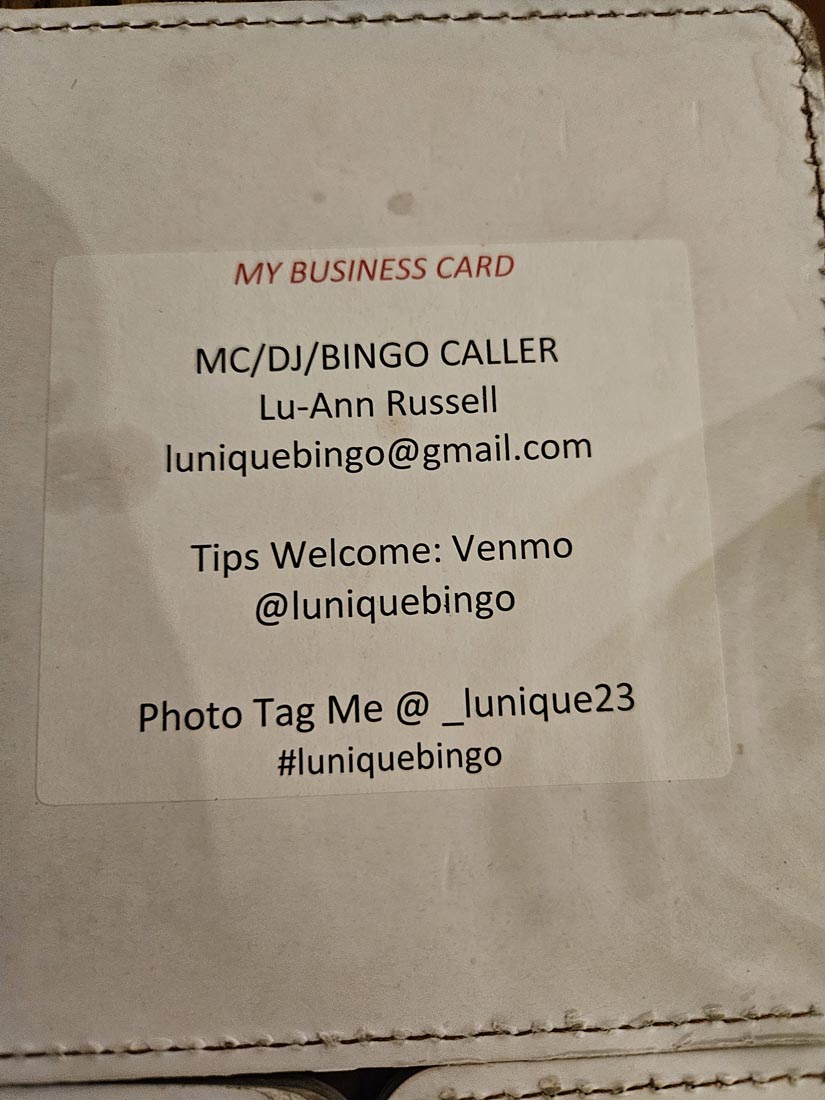 MY BUSINESS CARD
MC/DJ/BINGO CALLER
Lu-Ann Russell
luniquebingo@gmail.com
Tips Welcome: Venmo
@luniquebingo
Photo Tag Me @ _lunique23
#luniquebingo